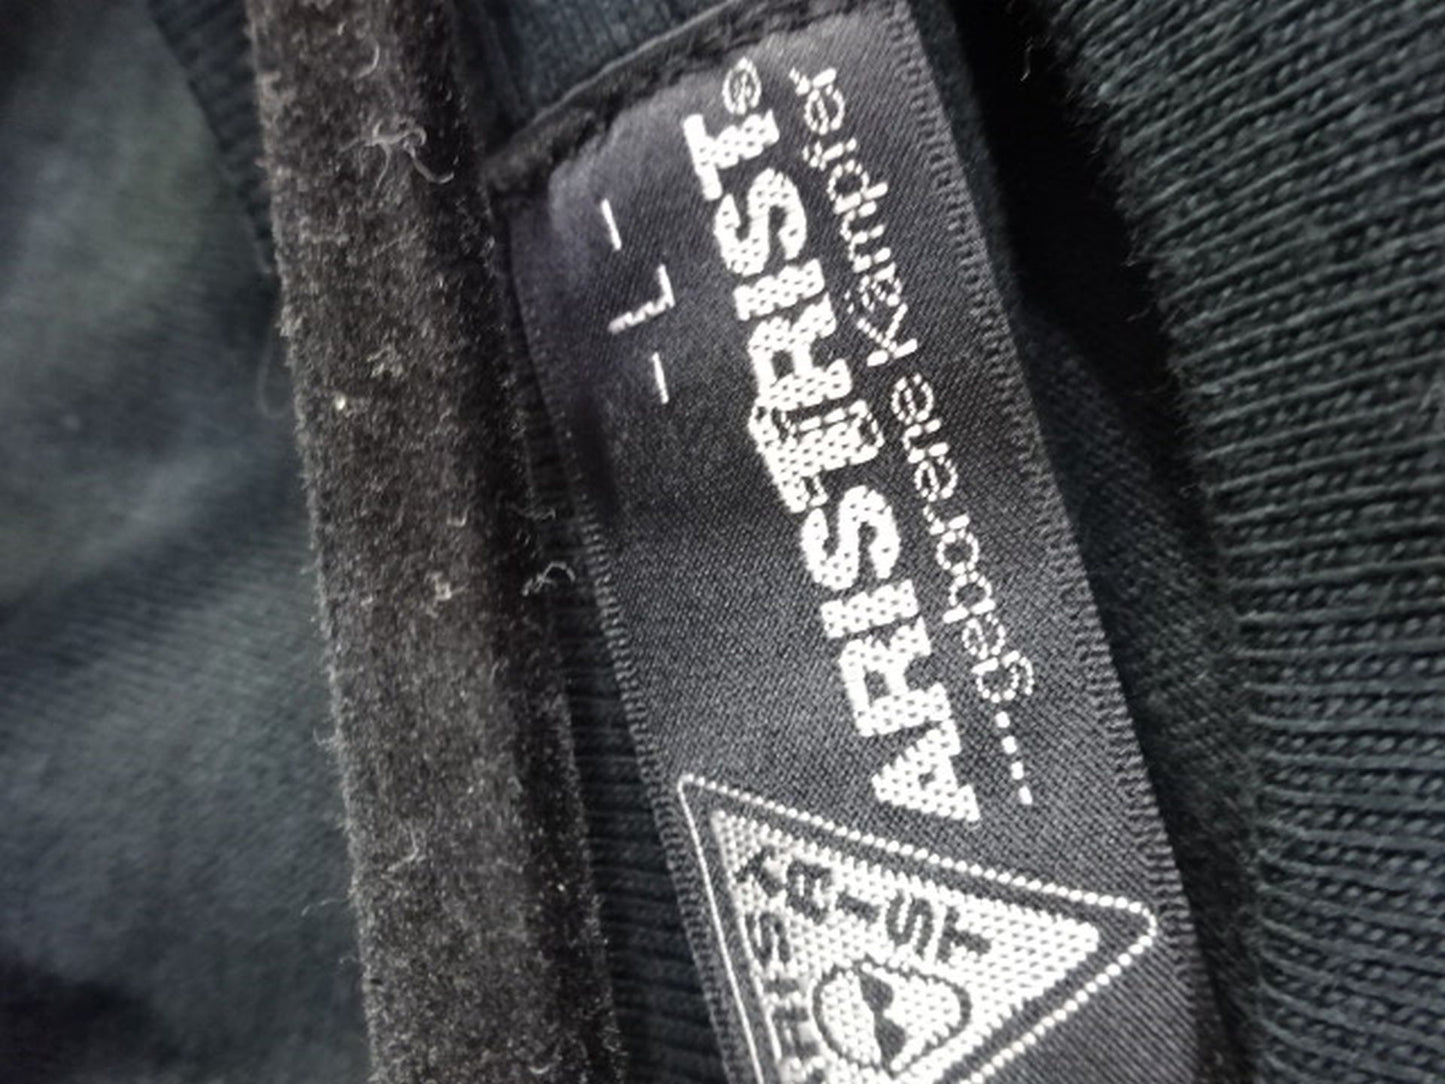 ARISTRIST®
....geborene Kämpfer
- L -